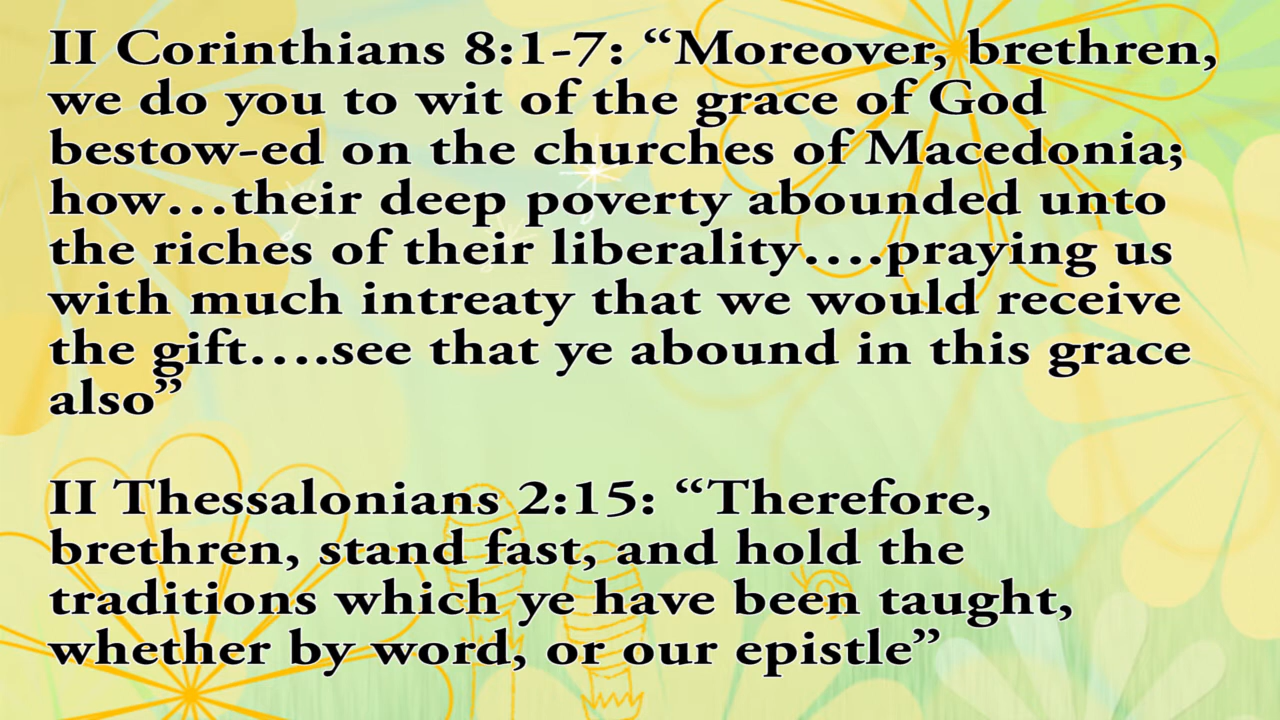 II Corinthians 8:1-7: “Moreover, brethren,
we do you to wit of the grace of God
bestow-ed on the churches of Macedonia;
how…their deep poverty abounded unto
the riches of their liberality….praying us
with much intreaty that we would receive
the gift….see that ye abound in this grace
also”
II Thessalonians 2:15: “Therefore,
brethren, stand fast, and hold the
traditions which ye have been taught,
whether by word, or our epistle”